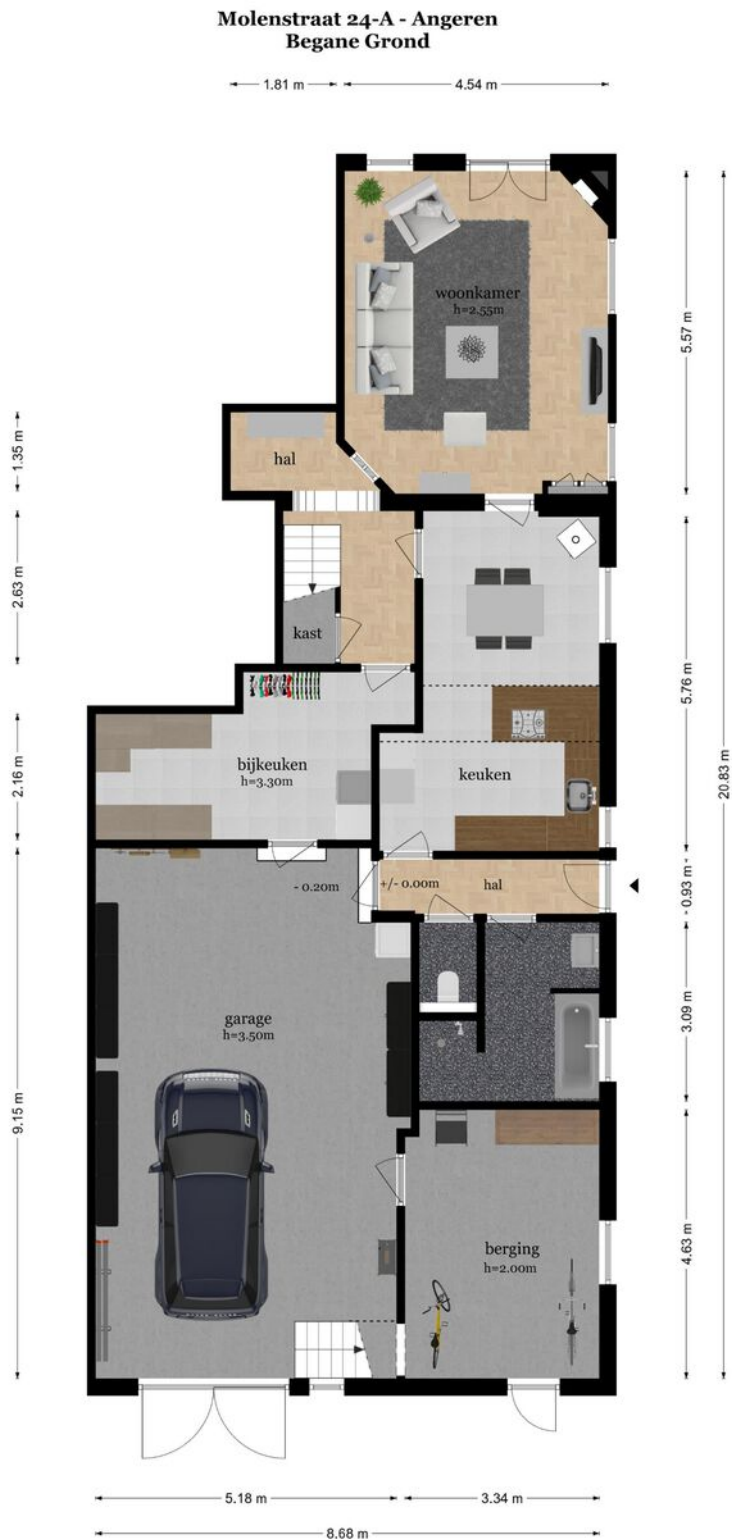 Molenstraat 24-A - Angeren
Begane Grond
1.81 m
4.54 m
woonkamer
h=2.55m
5.57 m
1.35 m
hal
2.63 m
kast
5.76 m
20.83 m
2.16 m
bijkeuken
h=3.30m
keuken
- 0.20m
+/- 0.00m
hal
0.93 m
garage
h=3.50m
3.09 m
9.15 m
berging
h=2.00m
4.63 m
5.18 m
3.34 m
8.68 m